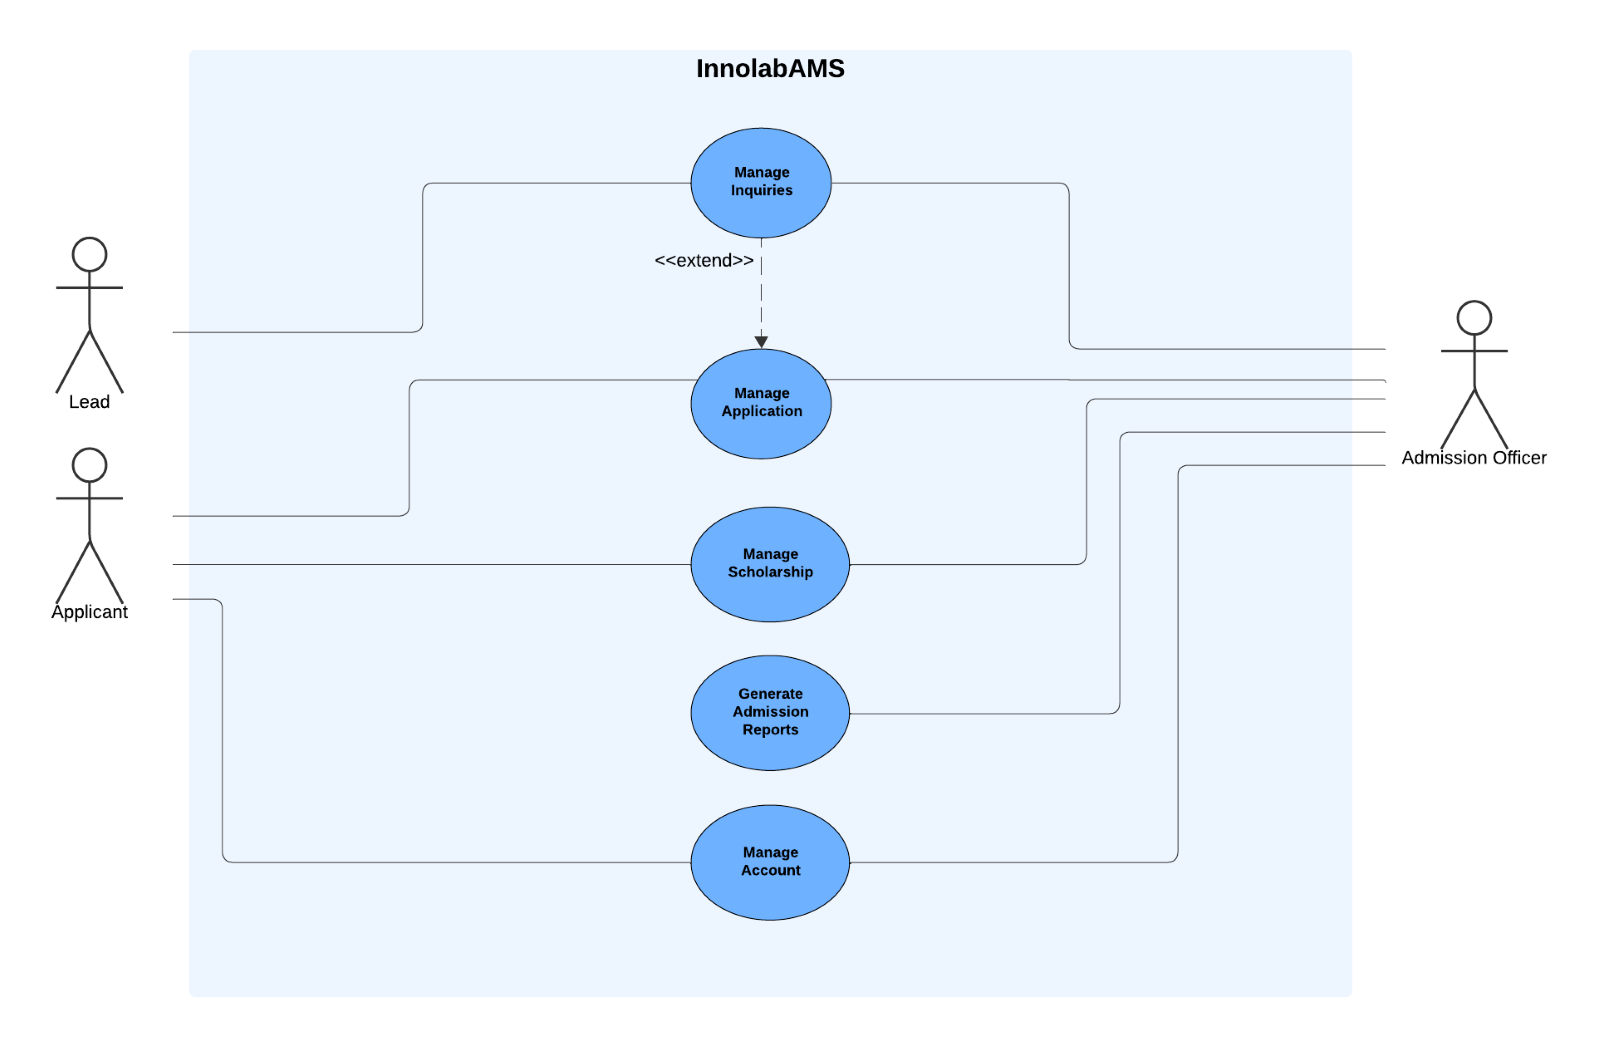 InnolabAMS
Manage
Inquiries
<<extend>>
Lead
Manage
Application
Admission Officer
Manage
Scholarship
Applicant
Generate
Admission
Reports
Manage
Account